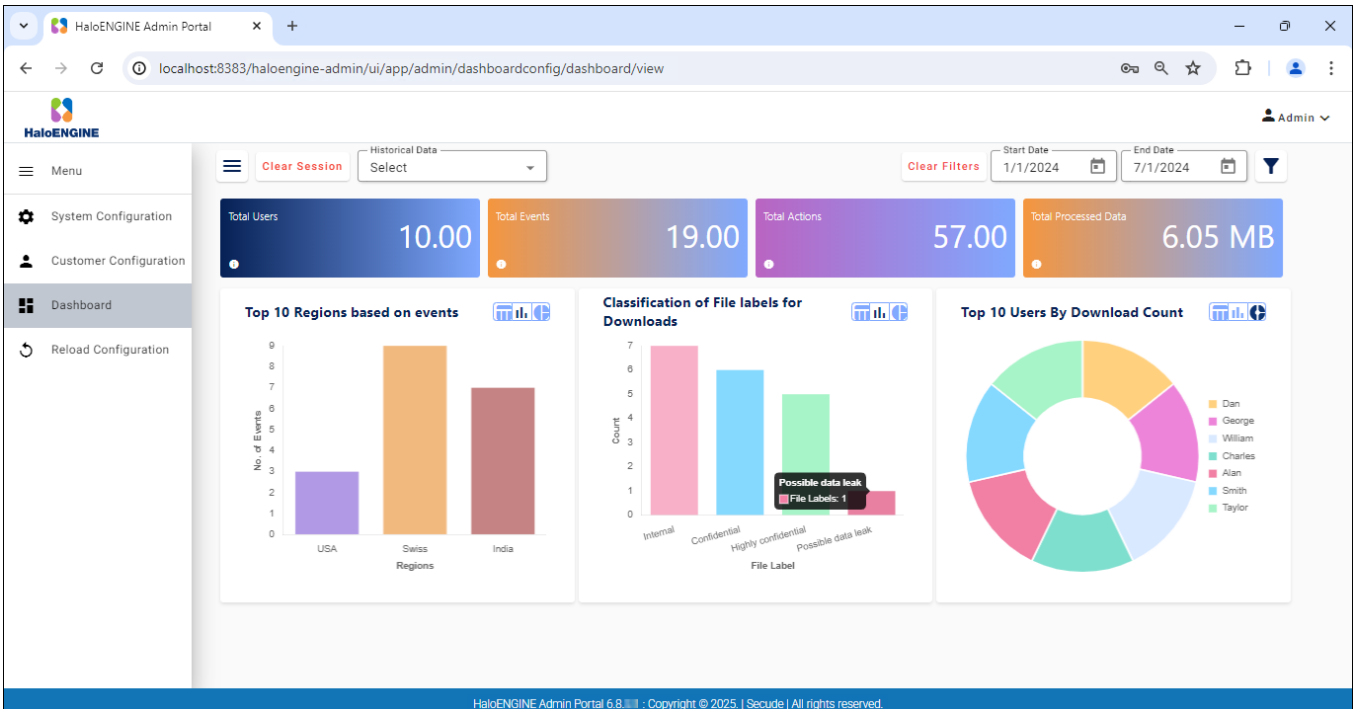 HaloENGINE Admin Portal
localhost:8383/haloengine-admin/ui/app/admin/dashboardconfig/dashboard/view
HaloENGINE
Admin
Menu
System Configuration
Customer Configuration
Dashboard
Reload Configuration
Clear Session
Historical Data
Select
Clear Filters
Start Date
1/1/2024
End Date
7/1/2024
Total Users
10.00
Total Events
19.00
Total Actions
57.00
Total Processed Data
6.05 MB
Top 10 Regions based on events
9
8
7
6
5
4
3
2
1
0
No. of Events
USA
Swiss
India
Regions
Classification of File labels for
Downloads
7
6
5
4
3
2
1
0
Count
Possible data leak
File Labels: 1
Internal
Confidential
Highly confidential
Possible data leak
File Label
Top 10 Users By Download Count
Dan
George
William
Charles
Alan
Smith
Taylor
HaloENGINE Admin Portal 6.8. : Copyright © 2025. | Secude | All rights reserved.